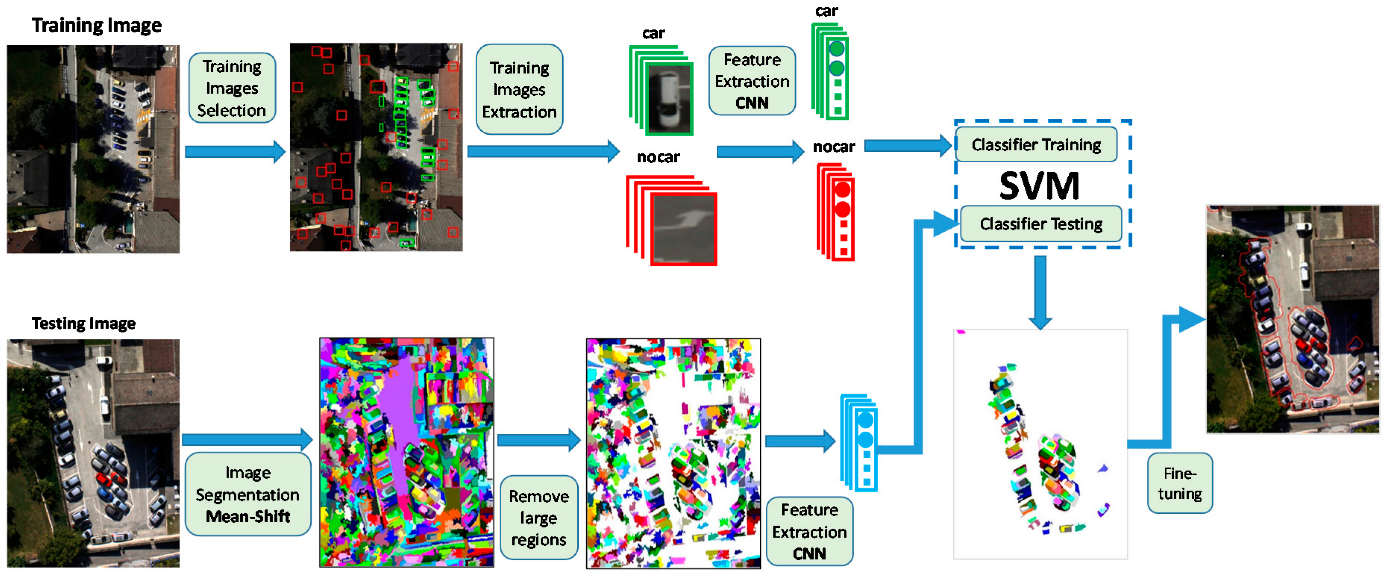 Training Image
Training
Images
Selection
Training
Images
Extraction
car
nocar
Feature
Extraction
CNN
car
nocar
Classifier Training
SVM
Classifier Testing
Testing Image
Image
Segmentation
Mean-Shift
Remove
large
regions
Feature
Extraction
CNN
Fine-
tuning